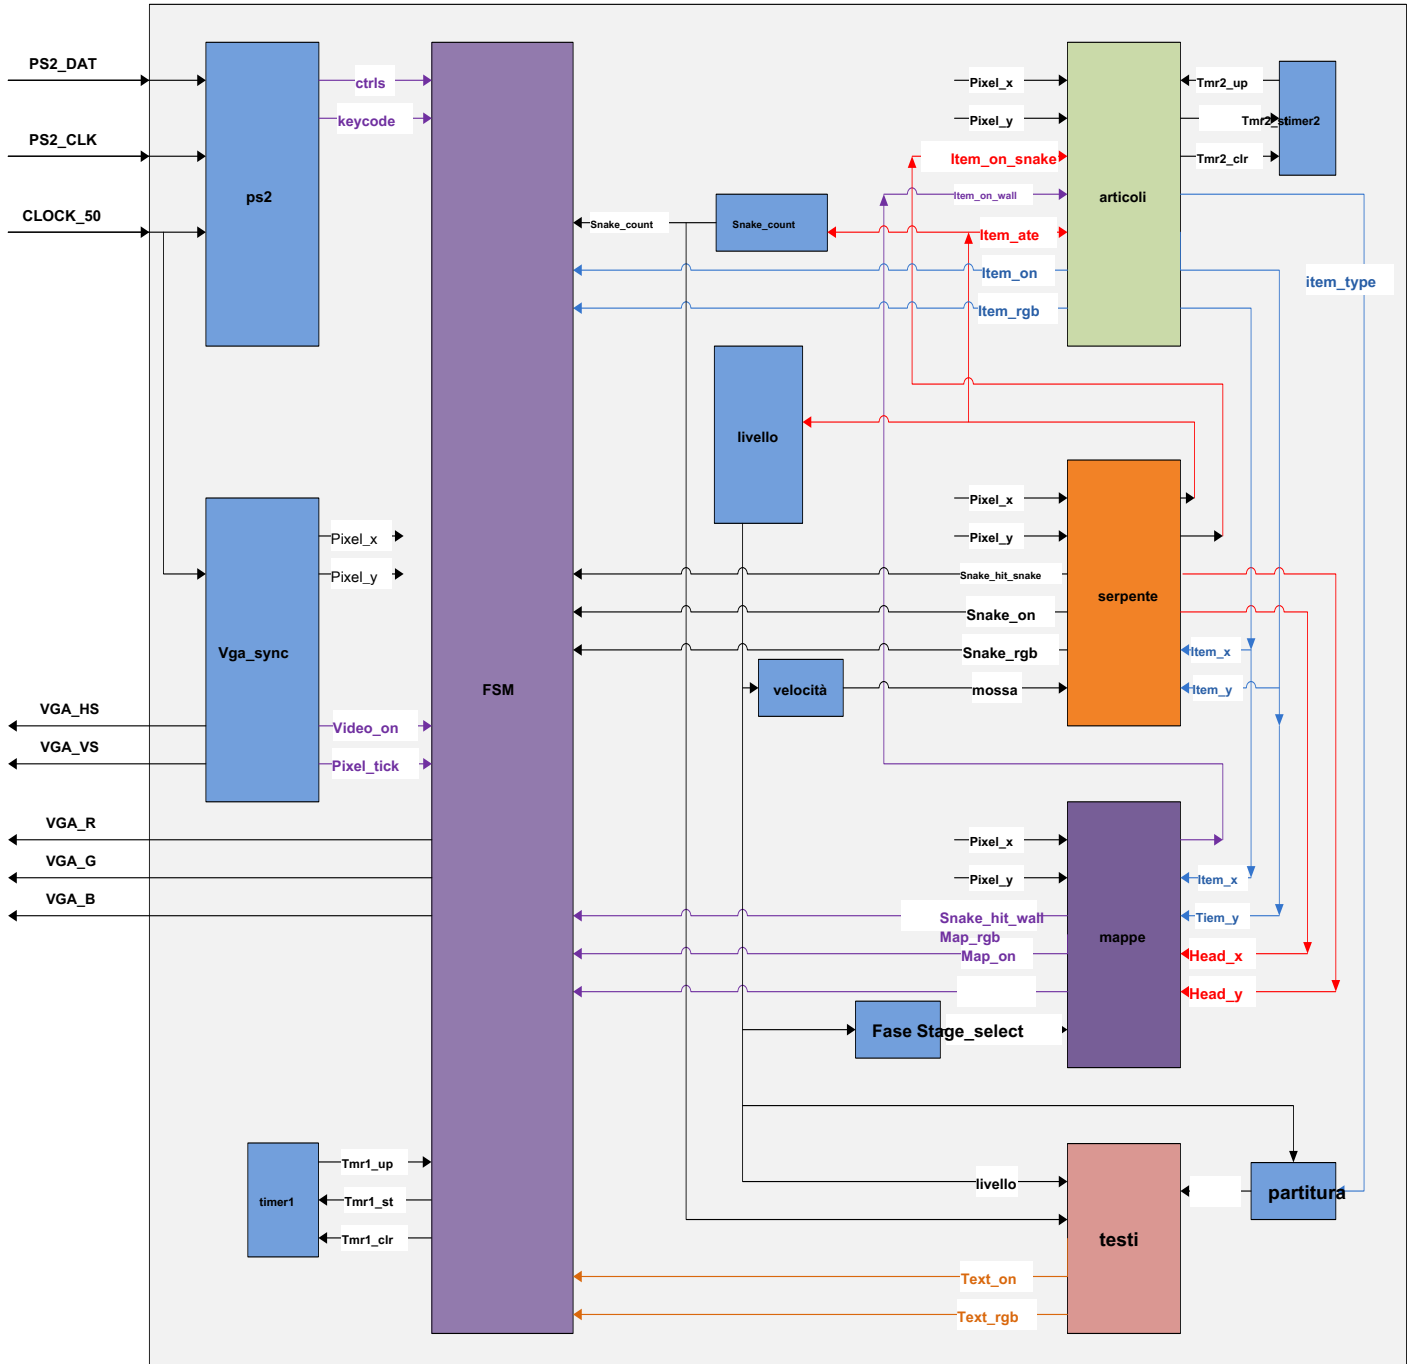 PS2_DAT
PS2_CLK
CLOCK_50
ps2
ctrls
keycode
FSM
Snake_count
Snake_count
Pixel_x
Pixel_y
Item_on_snake
Item_on_wall
Item_ate
Item_on
Item_rgb
articoli
Tmr2_up
Tmr2_stimer2
Tmr2_clr
item_type
livello
Vga_sync
Pixel_x
Pixel_y
Video_on
Pixel_tick
VGA_HS
VGA_VS
VGA_R
VGA_G
VGA_B
Pixel_x
Pixel_y
Snake_hit_snake
Snake_on
Snake_rgb
velocità
mossa
serpente
Item_x
Item_y
Pixel_x
Pixel_y
Snake_hit_wall
Map_rgb
Map_on
Fase Stage_select
mappe
Item_x
Tiem_y
Head_x
Head_y
timer1
Tmr1_up
Tmr1_st
Tmr1_clr
livello
testi
partitura
Text_on
Text_rgb